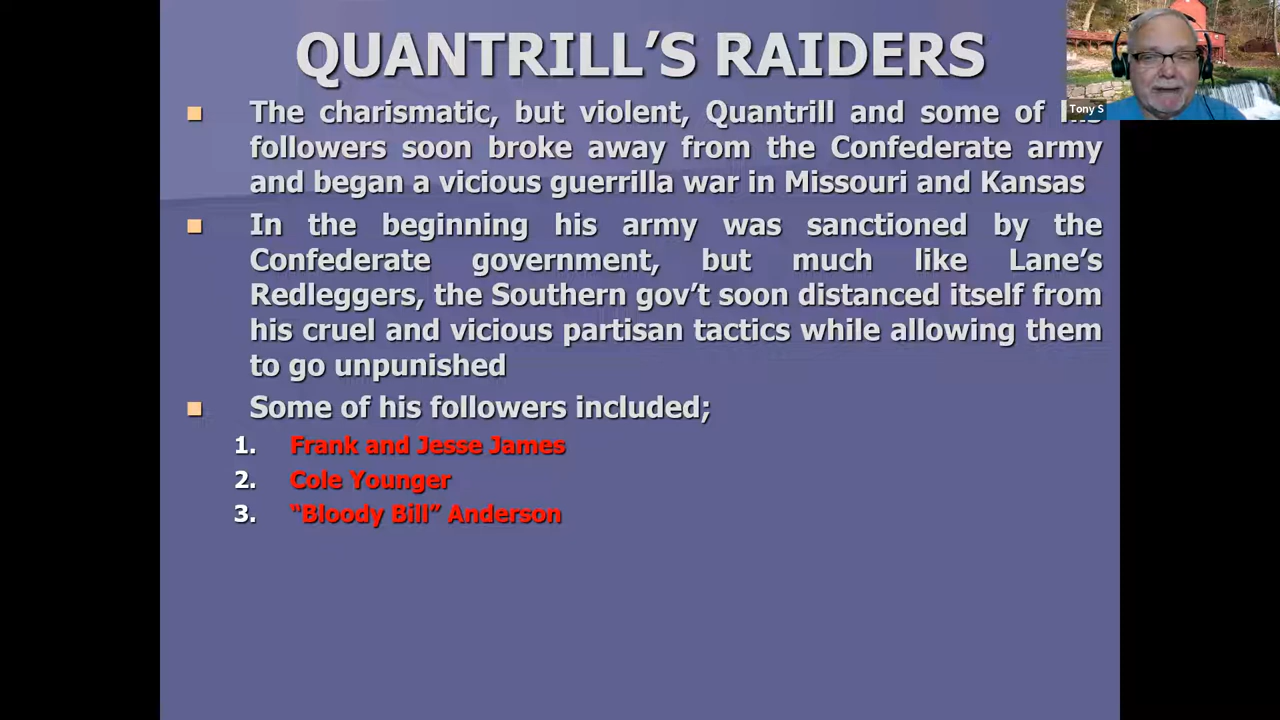 QUANTRILL’S RAIDERS
The charismatic, but violent, Quantrill and some of his
followers soon broke away from the Confederate army
and began a vicious guerrilla war in Missouri and Kansas
In the beginning his army was sanctioned by the
Confederate government, but much like Lane’s
Redleggers, the Southern gov’t soon distanced itself from
his cruel and vicious partisan tactics while allowing them
to go unpunished
Some of his followers included;
1. Frank and Jesse James
2. Cole Younger
3. “Bloody Bill” Anderson
Tony S